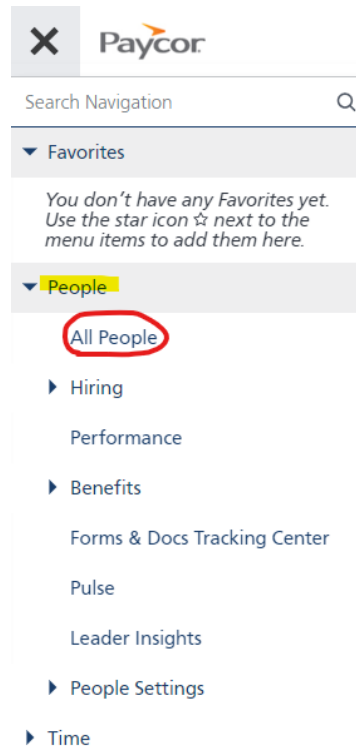 Paycor
Search Navigation
Favorites
You don't have any Favorites yet.
Use the star icon ☆ next to the
menu items to add them here.
People
All People
Hiring
Performance
Benefits
Forms & Docs Tracking Center
Pulse
Leader Insights
People Settings
Time